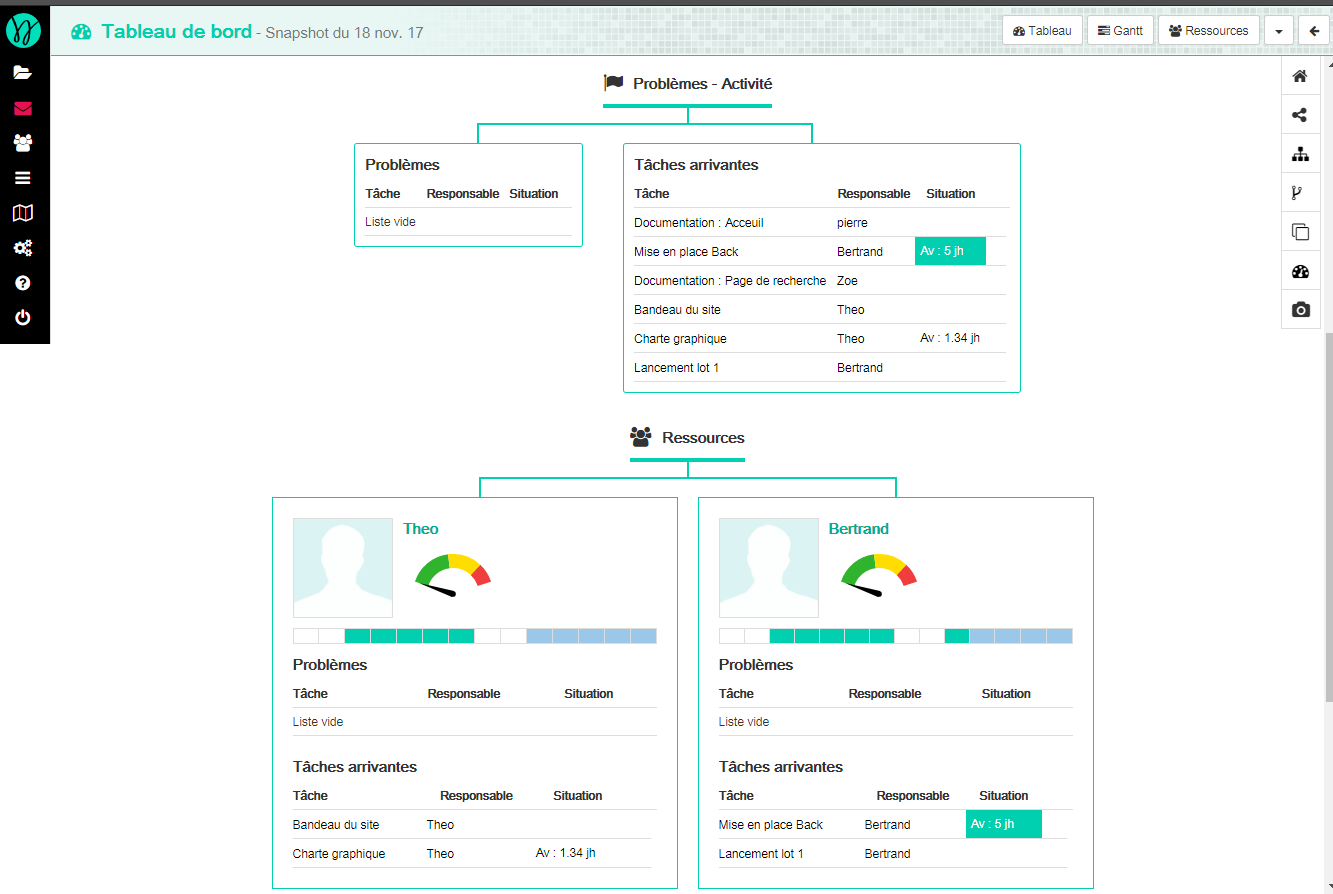 Tableau de bord - Snapshot du 18 nov. 17
Tableau
Gantt
Ressources
Problèmes - Activité
Problèmes
Tâche Responsable Situation
Liste vide
Tâches arrivantes
Tâche Responsable Situation
Documentation : Acceuil pierre
Mise en place Back Bertrand Av : 5 jh
Documentation : Page de recherche Zoe
Bandeau du site Theo
Charte graphique Theo Av : 1.34 jh
Lancement lot 1 Bertrand
Ressources
Theo
Problèmes
Tâche Responsable Situation
Liste vide
Tâches arrivantes
Tâche Responsable Situation
Bandeau du site Theo
Charte graphique Theo Av : 1.34 jh
Bertrand
Problèmes
Tâche Responsable Situation
Liste vide
Tâches arrivantes
Tâche Responsable Situation
Mise en place Back Bertrand Av : 5 jh
Lancement lot 1 Bertrand